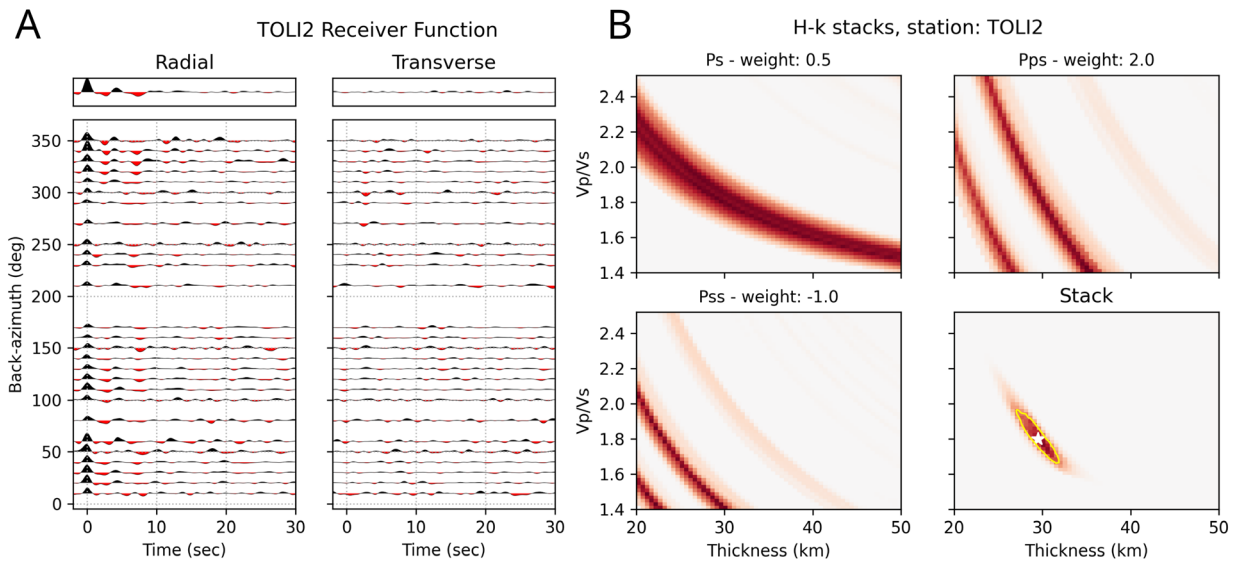 A
TOLI2 Receiver Function
Radial
Transverse
350
300
250
200
150
100
50
0
Back-azimuth (deg)
0 10 20 30
0 10 20 30
Time (sec)
Time (sec)
B
H-k stacks, station: TOLI2
Ps - weight: 0.5
Pps - weight: 2.0
2.4
2.2
2.0
1.8
1.6
1.4
Vp/Vs
Pss - weight: -1.0
Stack
2.4
2.2
2.0
1.8
1.6
1.4
Vp/Vs
20 30 40 50
20 30 40 50
Thickness (km)
Thickness (km)